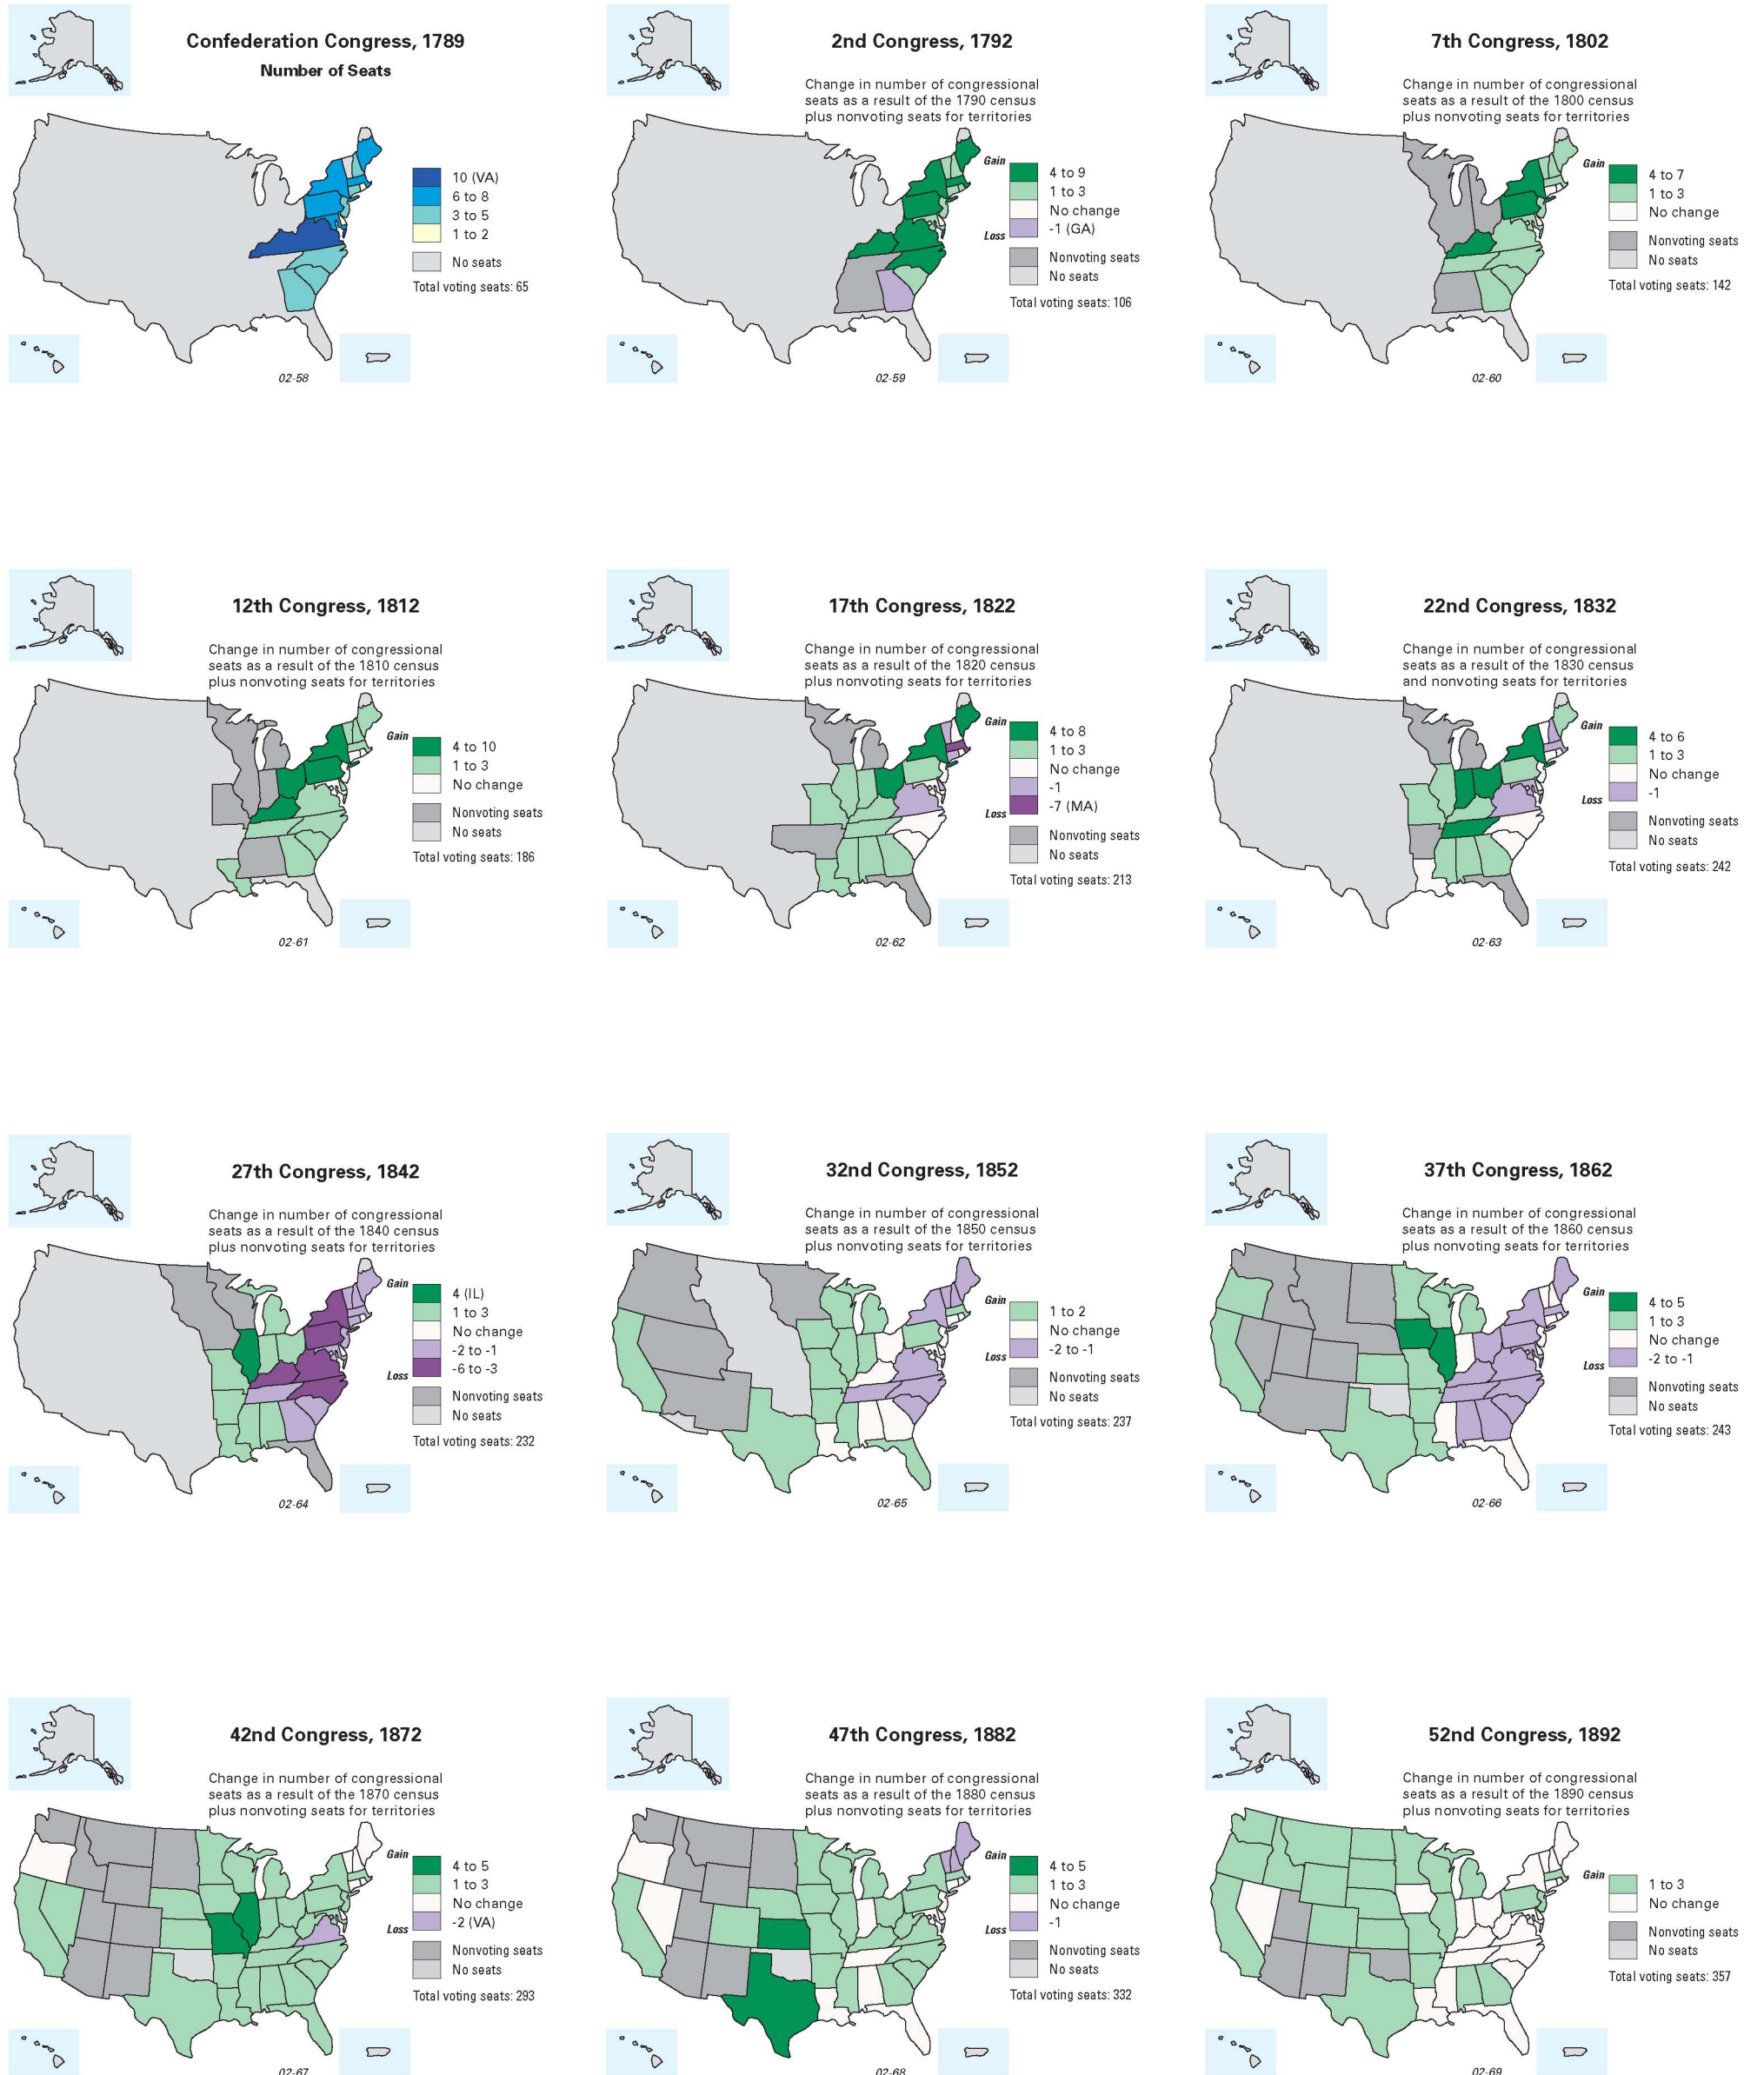 Confederation Congress, 1789
Number of Seats
10 (VA)
6 to 8
3 to 5
1 to 2
No seats
Total voting seats: 65
02-58
2nd Congress, 1792
Change in number of congressional
seats as a result of the 1790 census
plus nonvoting seats for territories
Gain
4 to 9
1 to 3
No change
-1 (GA)
Loss
Nonvoting seats
No seats
Total voting seats: 106
02-59
7th Congress, 1802
Change in number of congressional
seats as a result of the 1800 census
plus nonvoting seats for territories
Gain
4 to 7
1 to 3
No change
Nonvoting seats
No seats
Total voting seats: 142
02-60
12th Congress, 1812
Change in number of congressional
seats as a result of the 1810 census
plus nonvoting seats for territories
Gain
4 to 10
1 to 3
No change
Nonvoting seats
No seats
Total voting seats: 186
02-61
17th Congress, 1822
Change in number of congressional
seats as a result of the 1820 census
plus nonvoting seats for territories
Gain
4 to 8
1 to 3
No change
-1
-7 (MA)
Loss
Nonvoting seats
No seats
Total voting seats: 213
02-62
22nd Congress, 1832
Change in number of congressional
seats as a result of the 1830 census
and nonvoting seats for territories
Gain
4 to 6
1 to 3
No change
-1
Loss
Nonvoting seats
No seats
Total voting seats: 242
02-63
27th Congress, 1842
Change in number of congressional
seats as a result of the 1840 census
plus nonvoting seats for territories
Gain
4 (IL)
1 to 3
No change
-2 to -1
-6 to -3
Loss
Nonvoting seats
No seats
Total voting seats: 232
02-64
32nd Congress, 1852
Change in number of congressional
seats as a result of the 1850 census
plus nonvoting seats for territories
Gain
1 to 2
No change
-2 to -1
Loss
Nonvoting seats
No seats
Total voting seats: 237
02-65
37th Congress, 1862
Change in number of congressional
seats as a result of the 1860 census
plus nonvoting seats for territories
Gain
4 to 5
1 to 3
No change
-2 to -1
Loss
Nonvoting seats
No seats
Total voting seats: 243
02-66
42nd Congress, 1872
Change in number of congressional
seats as a result of the 1870 census
plus nonvoting seats for territories
Gain
4 to 5
1 to 3
No change
-2 (VA)
Loss
Nonvoting seats
No seats
Total voting seats: 293
02-67
47th Congress, 1882
Change in number of congressional
seats as a result of the 1880 census
plus nonvoting seats for territories
Gain
4 to 5
1 to 3
No change
-1
Loss
Nonvoting seats
No seats
Total voting seats: 332
02-68
52nd Congress, 1892
Change in number of congressional
seats as a result of the 1890 census
plus nonvoting seats for territories
Gain
1 to 3
No change
Nonvoting seats
No seats
Total voting seats: 357
02-69